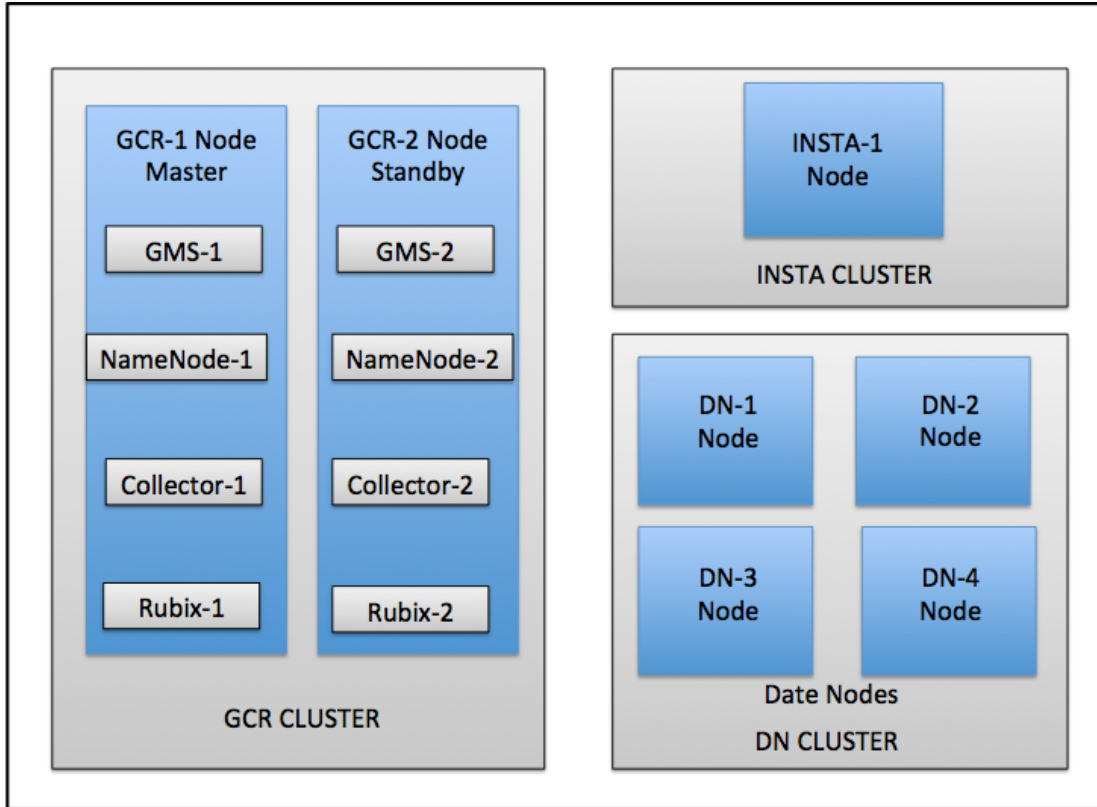 GCR-1 Node
Master
GMS-1
NameNode-1
Collector-1
Rubix-1
GCR-2 Node
Standby
GMS-2
NameNode-2
Collector-2
Rubix-2
GCR CLUSTER
INSTA-1
Node
INSTA CLUSTER
DN-1
Node
DN-2
Node
DN-3
Node
DN-4
Node
Date Nodes
DN CLUSTER